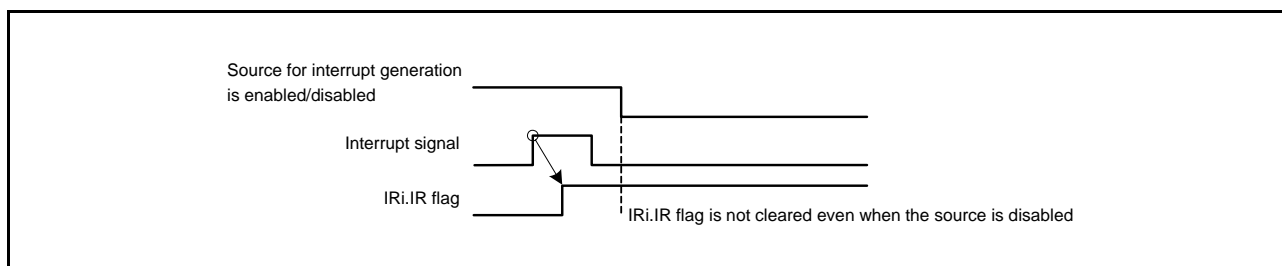 Source for interrupt generation
is enabled/disabled
Interrupt signal
IRi.IR flag
IRi.IR flag is not cleared even when the source is disabled